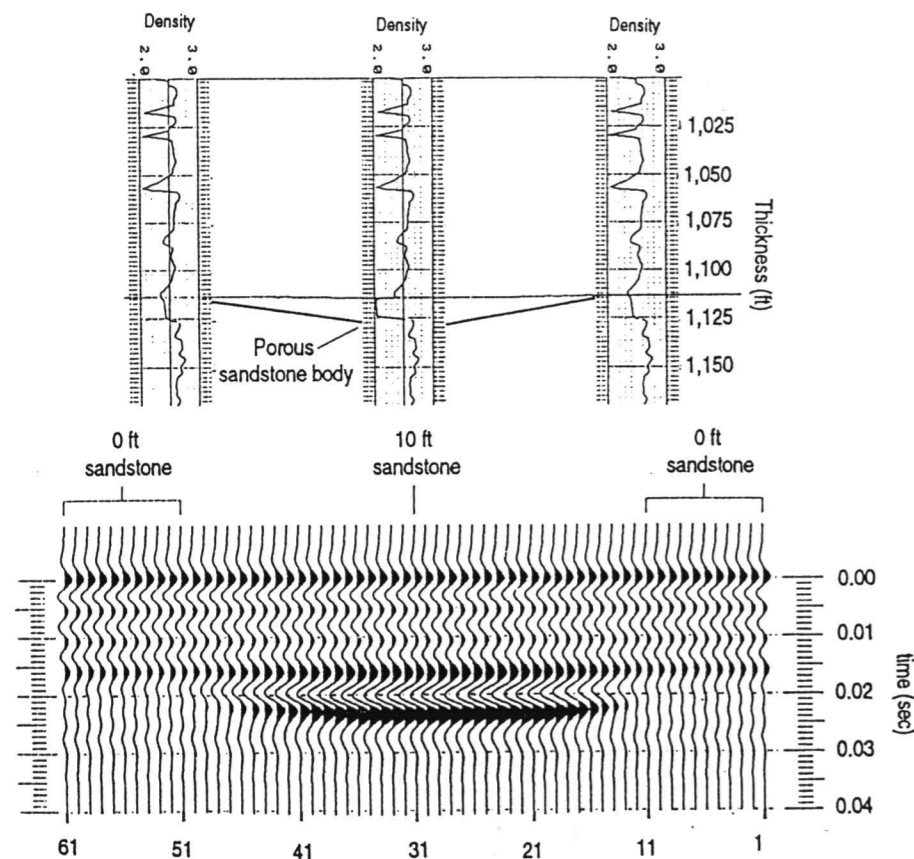 Density
Density
Density
2.0
3.0
2.0
3.0
2.0
3.0
1,025
1,050
1,075
1,100
1,125
1,150
Thickness (ft)
Porous
sandstone body
0 ft
sandstone
10 ft
sandstone
0 ft
sandstone
0.00
0.01
0.02
0.03
0.04
time (sec)
61
51
41
31
21
11
1